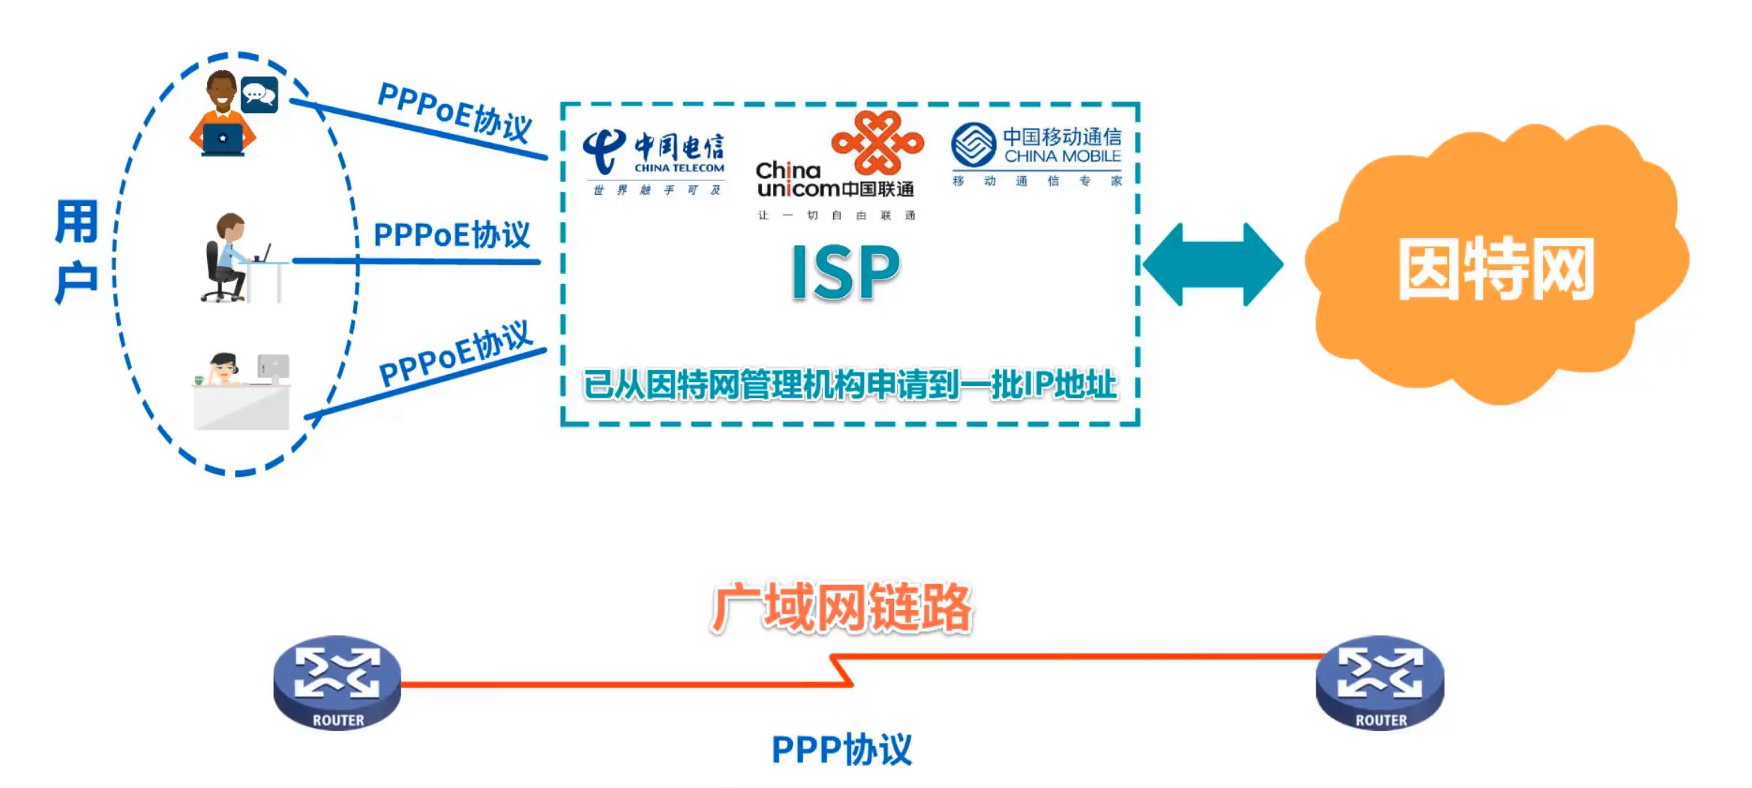 用户
PPPoE协议
PPPoE协议
PPPoE协议
中国电信
CHINA TELECOM
世界触手可及
China
unicom中国联通
让一切自由联通
中国移动通信
CHINA MOBILE
移动通信专家
ISP
已从因特网管理机构申请到一批IP地址
因特网
广域网链路
ROUTER
ROUTER
PPP协议